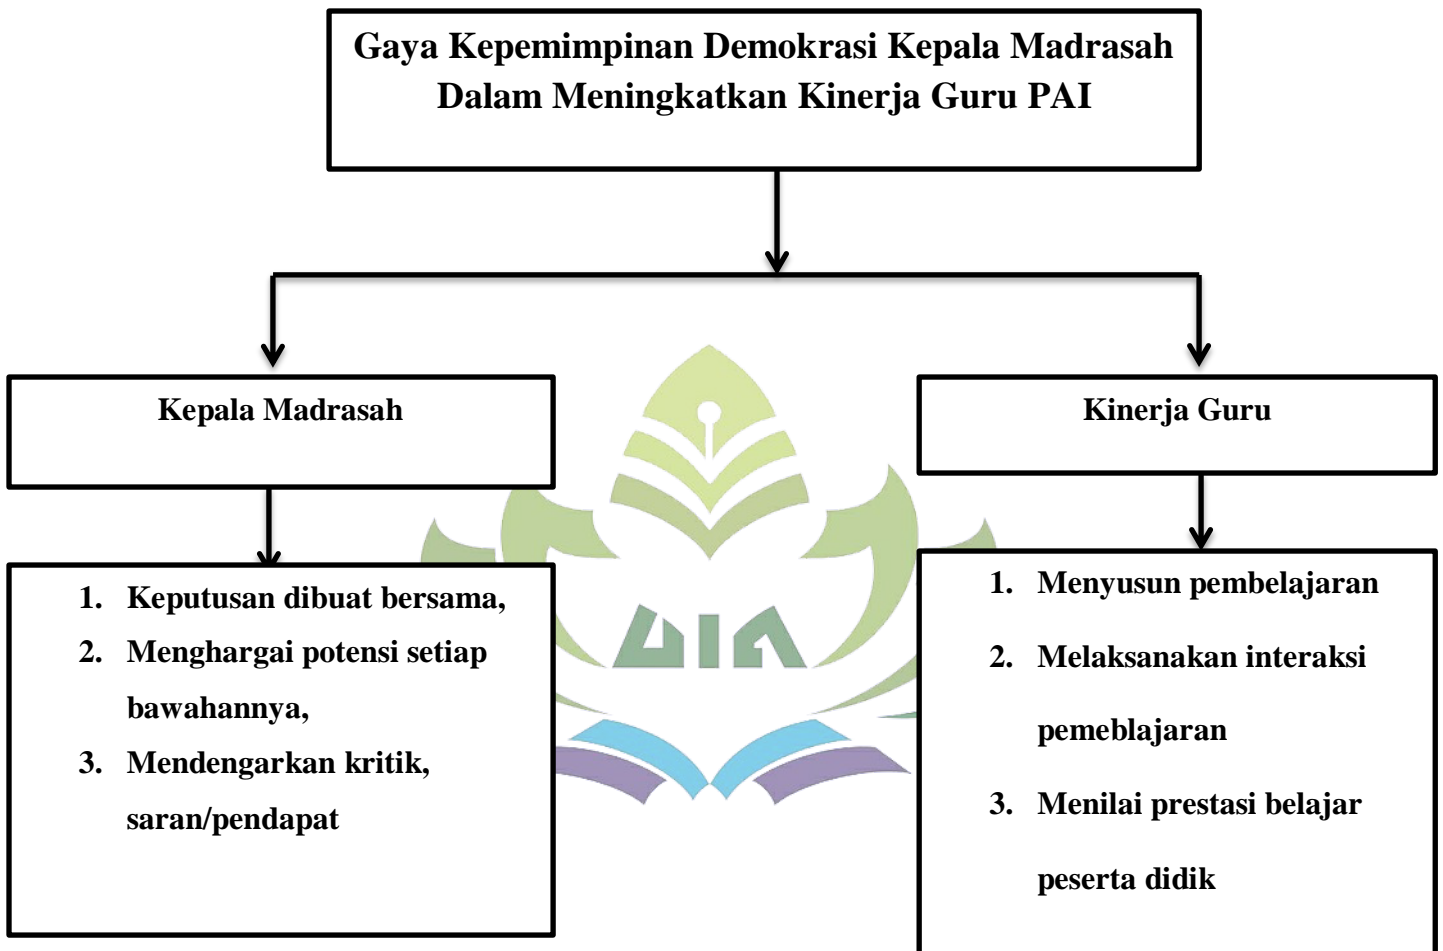 Gaya Kepemimpinan Demokrasi Kepala Madrasah
Dalam Meningkatkan Kinerja Guru PAI
Kepala Madrasah
Kinerja Guru
1. Keputusan dibuat bersama,
2. Menghargai potensi setiap
bawahannya,
3. Mendengarkan kritik,
saran/pendapat
UIN
1. Menyusun pembelajaran
2. Melaksanakan interaksi
pemeblajaran
3. Menilai prestasi belajar
peserta didik